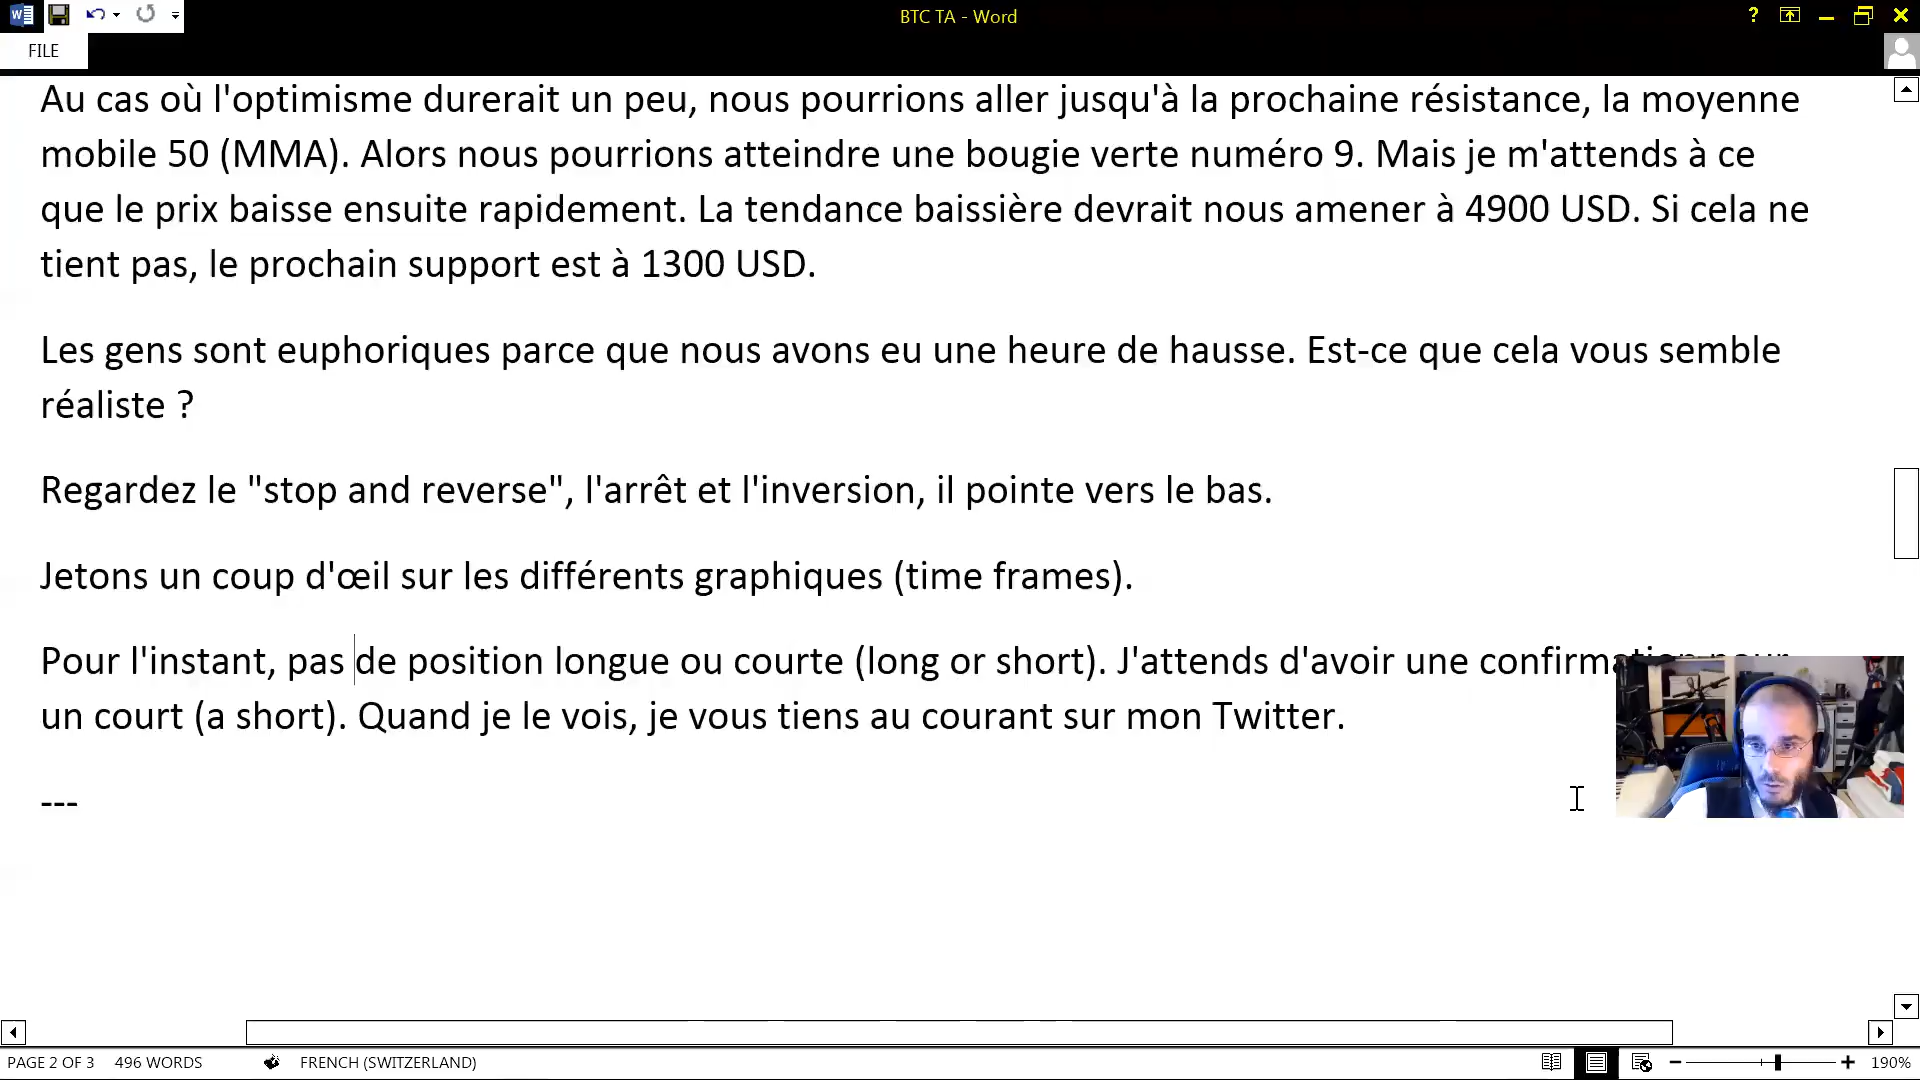 BTC TA - Word
FILE
Au cas où l'optimisme durerait un peu, nous pourrions aller jusqu'à la prochaine résistance, la moyenne
mobile 50 (MMA). Alors nous pourrions atteindre une bougie verte numéro 9. Mais je m'attends à ce
que le prix baisse ensuite rapidement. La tendance baissière devrait nous amener à 4900 USD. Si cela ne
tient pas, le prochain support est à 1300 USD.
Les gens sont euphoriques parce que nous avons eu une heure de hausse. Est-ce que cela vous semble
réaliste ?
Regardez le "stop and reverse", l'arrêt et l'inversion, il pointe vers le bas.
Jetons un coup d'œil sur les différents graphiques (time frames).
Pour l'instant, pas de position longue ou courte (long or short). J'attends d'avoir une confirmation pour
un court (a short). Quand je le vois, je vous tiens au courant sur mon Twitter.
---
PAGE 2 OF 3 496 WORDS FRENCH (SWITZERLAND) 190%